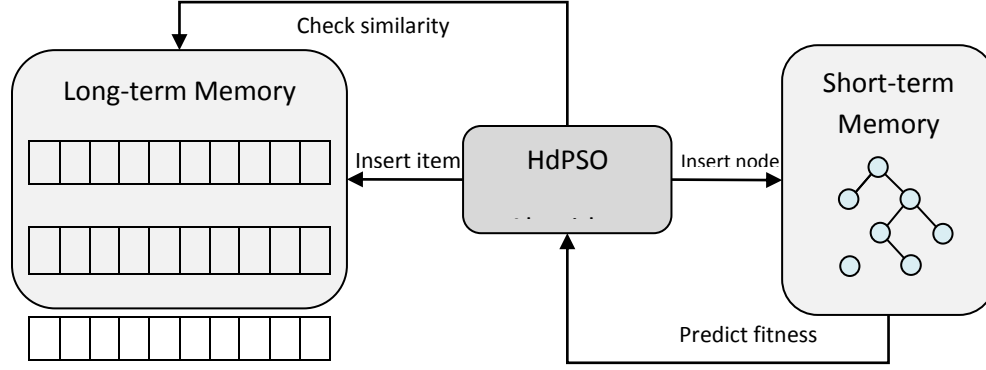 Check similarity
Long-term Memory
Short-term
Memory
Insert item
HdPSO
Insert node
Predict fitness